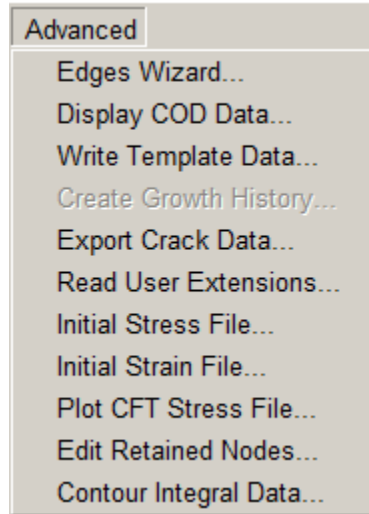 Advanced
Edges Wizard...
Display COD Data...
Write Template Data...
Create Growth History...
Export Crack Data...
Read User Extensions...
Initial Stress File...
Initial Strain File...
Plot CFT Stress File...
Edit Retained Nodes...
Contour Integral Data...